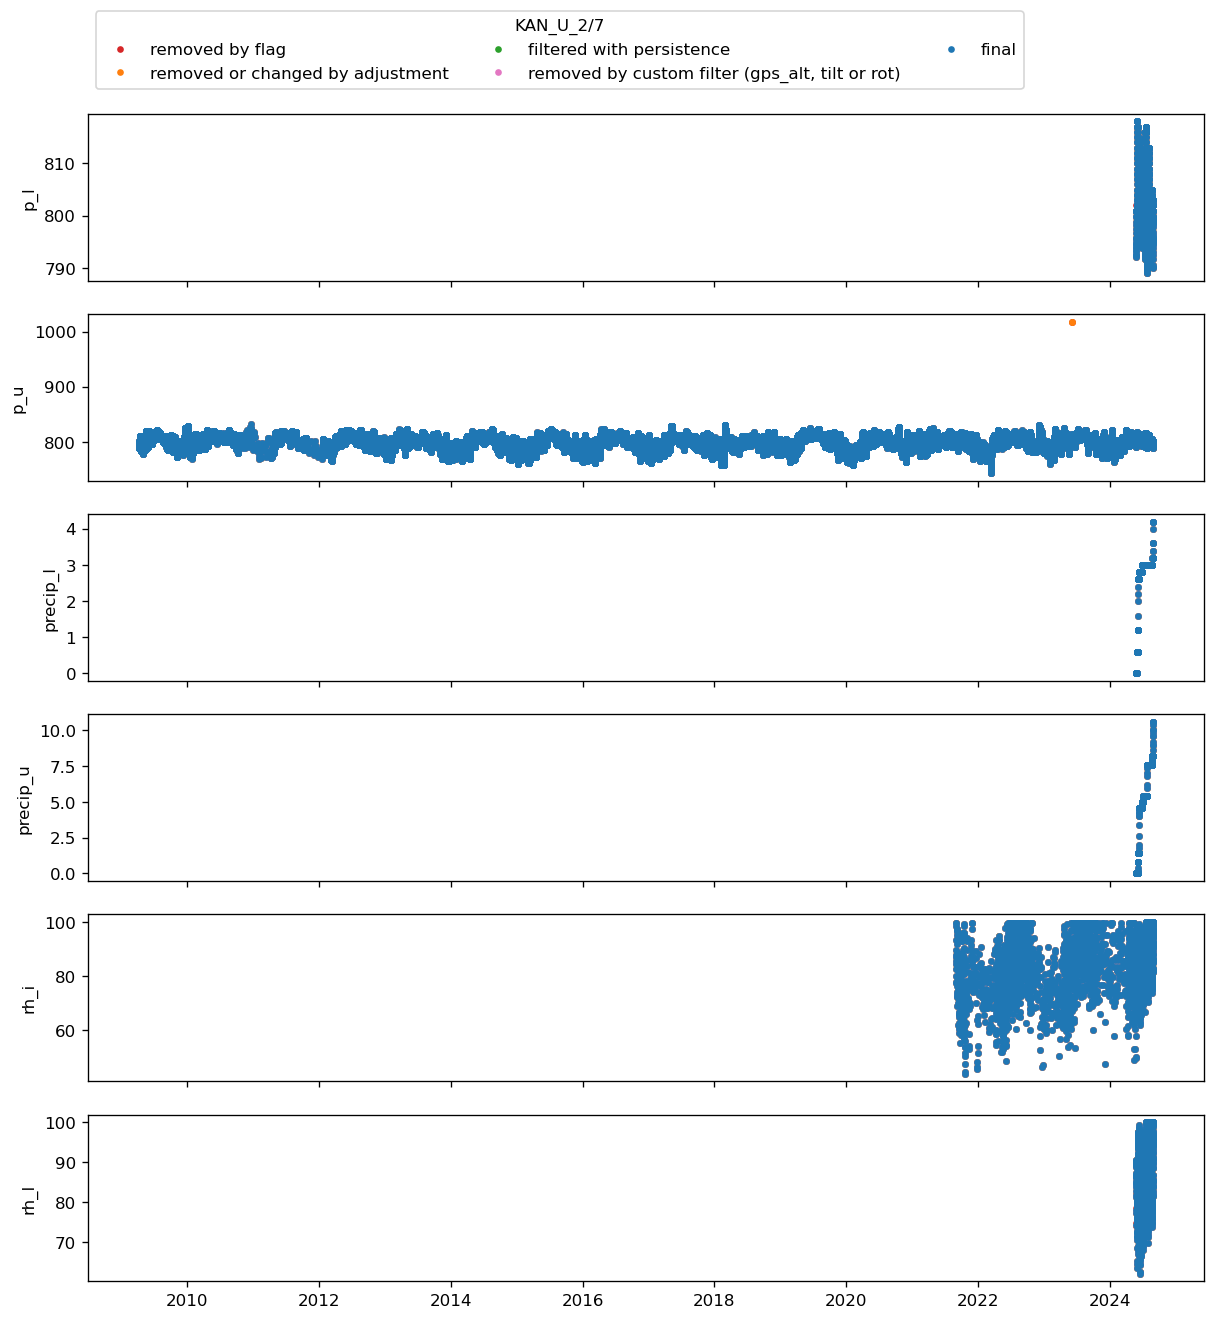 KAN_U_2/7
removed by flag
filtered with persistence
final
removed or changed by adjustment
removed by custom filter (gps_alt, tilt or rot)
p_l
810
800
790
p_u
1000
900
800
precip_l
4
3
2
1
0
precip_u
10.0
7.5
5.0
2.5
0.0
rh_i
100
80
60
rh_l
100
90
80
70
2010 2012 2014 2016 2018 2020 2022 2024